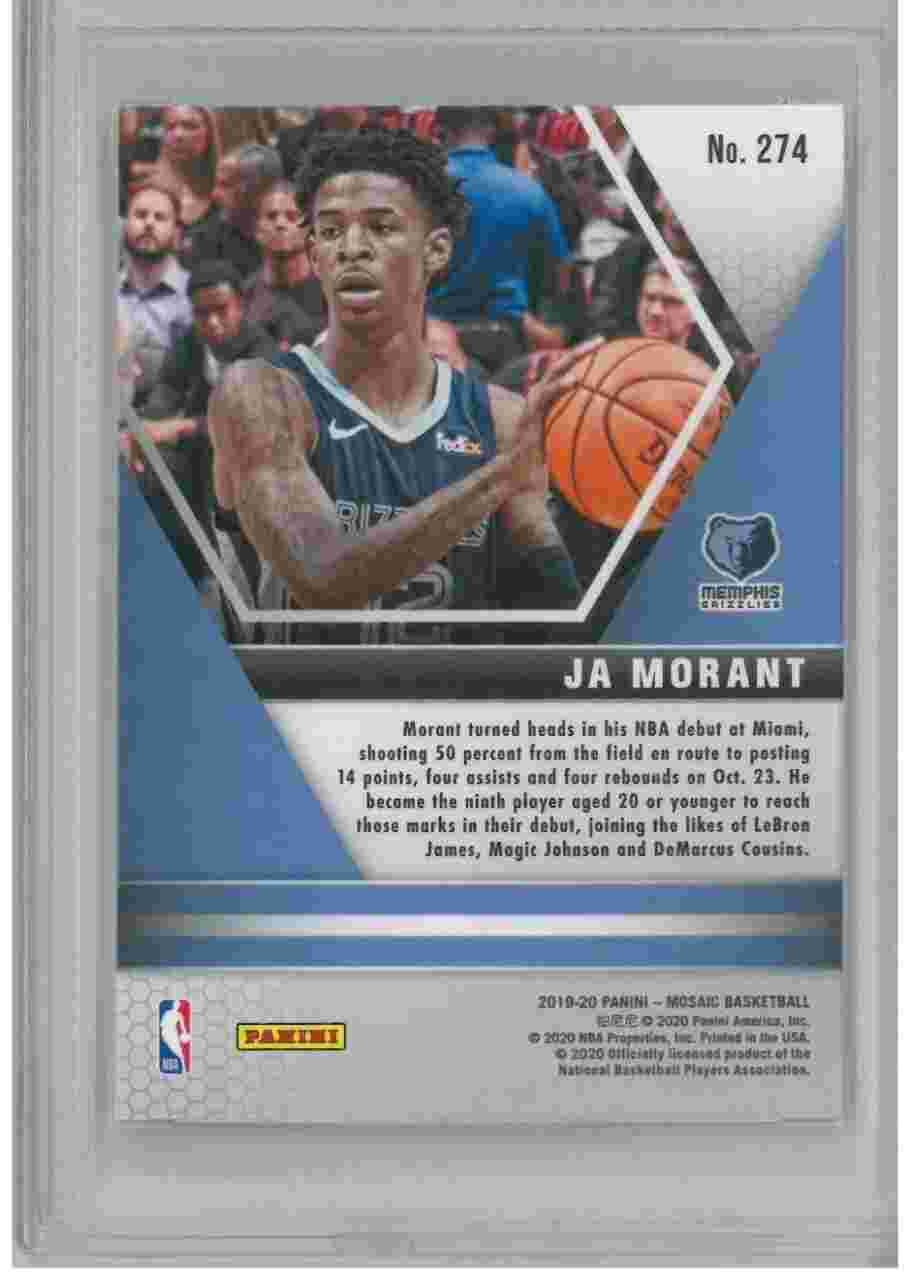 No. 274
FedEx
RIZZ
12
MEMPHIS
GRIZZLIES
JA MORANT
Morant turned heads in his NBA debut at Miami,
shooting 50 percent from the field en route to posting
14 points, four assists and four rebounds on Oct. 23. He
became the ninth player aged 20 or younger to reach
those marks in their debut, joining the likes of LeBron
James, Magic Johnson and DeMarcus Cousins.
2019-20 PANINI – MOSAIC BASKETBALL
© 2020 Panini America, Inc.
© 2020 NBA Properties, Inc. Printed in the USA.
© 2020 Officially licensed product of the
National Basketball Players Association.
NBA
PANINI